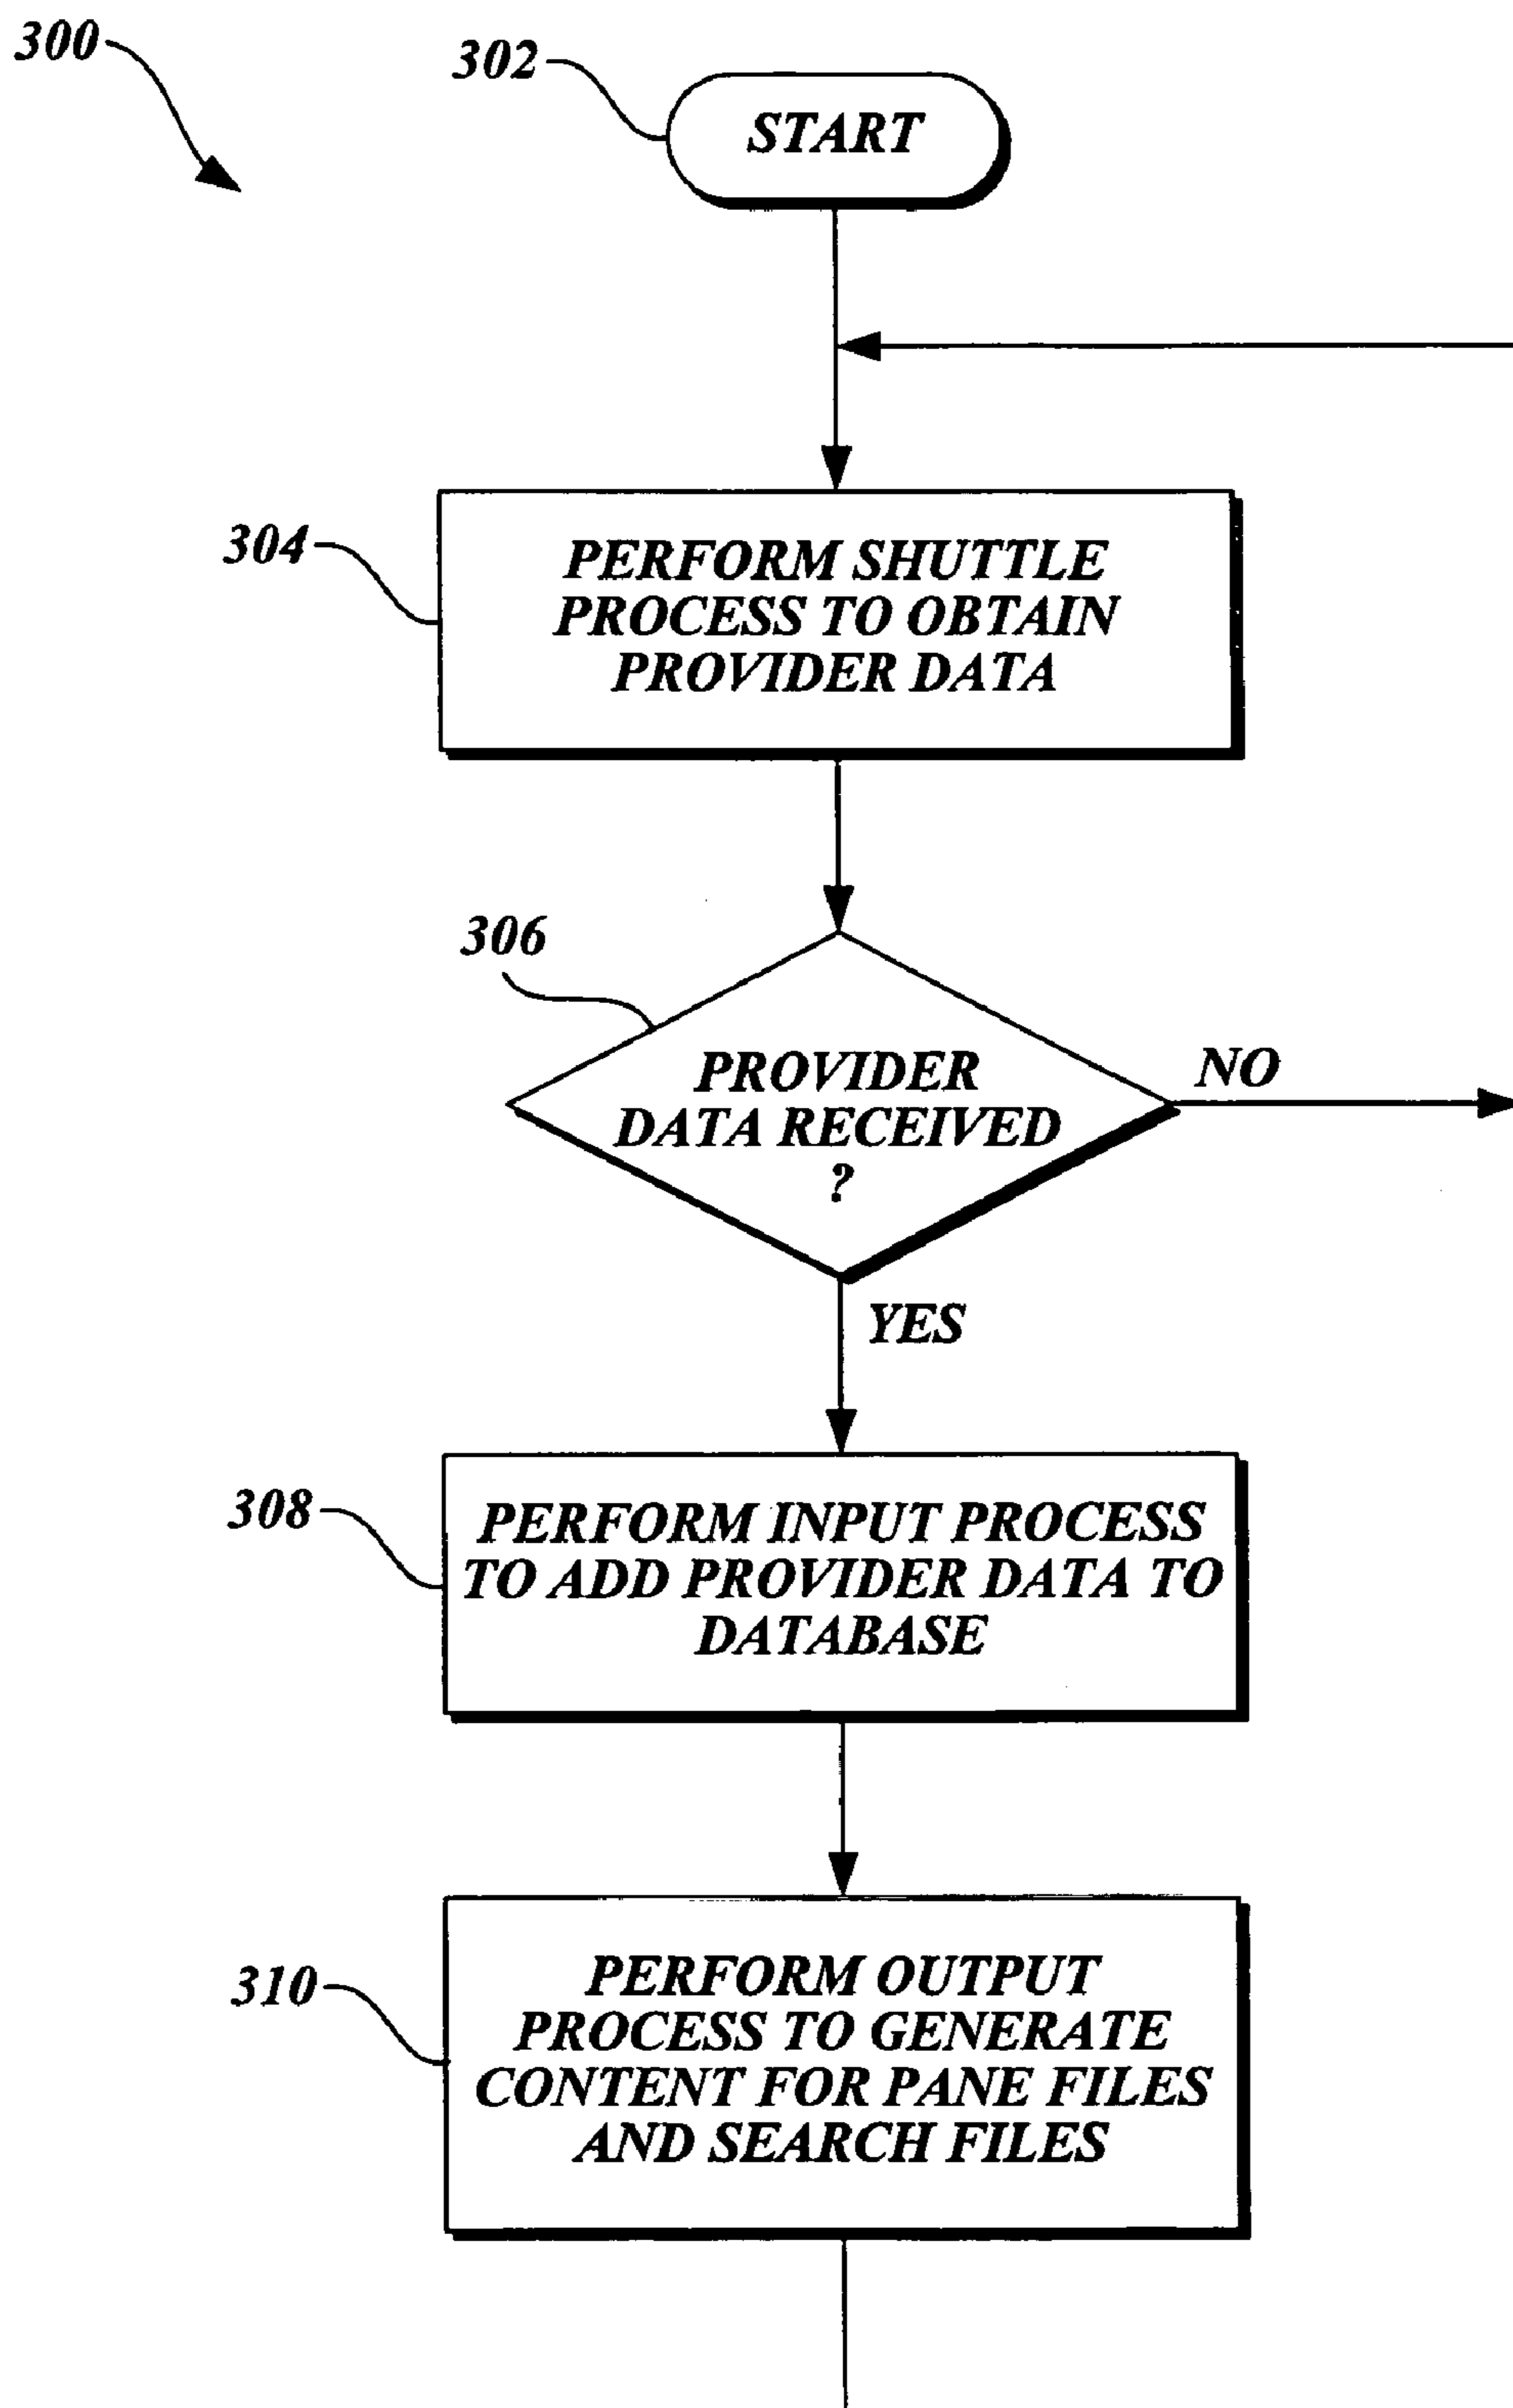 300
302
START
304
PERFORM SHUTTLE
PROCESS TO OBTAIN
PROVIDER DATA
306
PROVIDER
DATA RECEIVED
?
NO
YES
308
PERFORM INPUT PROCESS
TO ADD PROVIDER DATA TO
DATABASE
310
PERFORM OUTPUT
PROCESS TO GENERATE
CONTENT FOR PANE FILES
AND SEARCH FILES